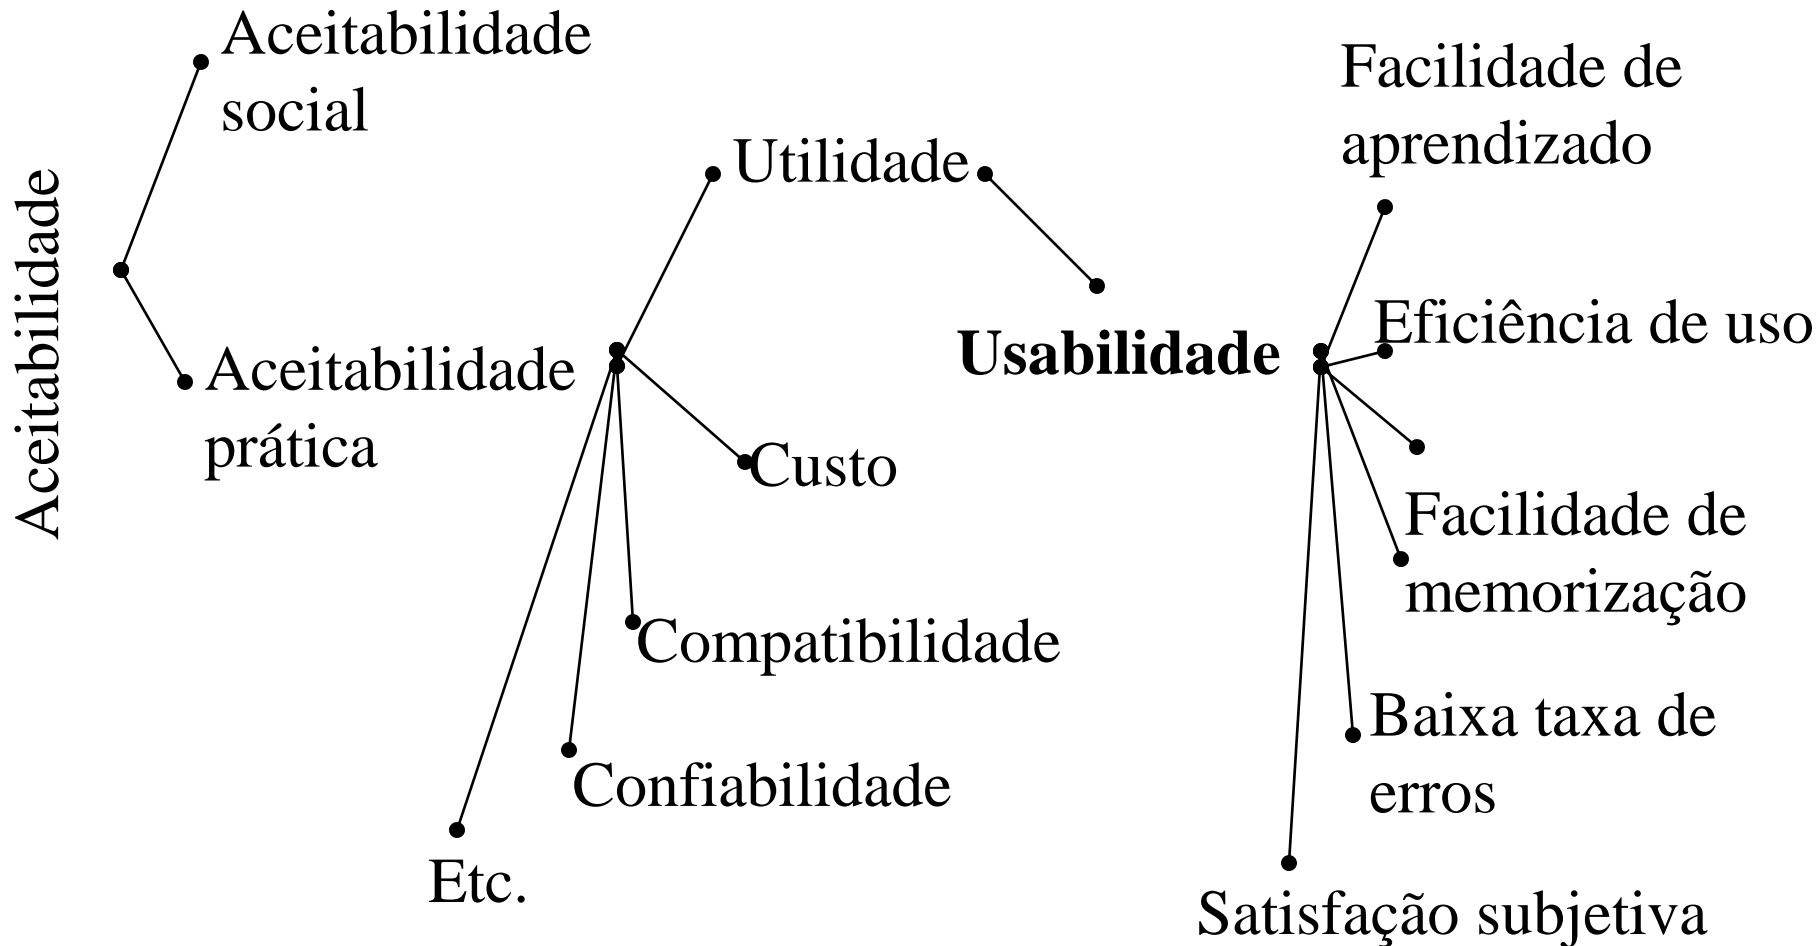 Aceitabilidade
Aceitabilidade
social
Aceitabilidade
prática
Utilidade
Custo
Compatibilidade
Confiabilidade
Etc.
Usabilidade
Facilidade de
aprendizado
Eficiência de uso
Facilidade de
memorização
Baixa taxa de
erros
Satisfação subjetiva